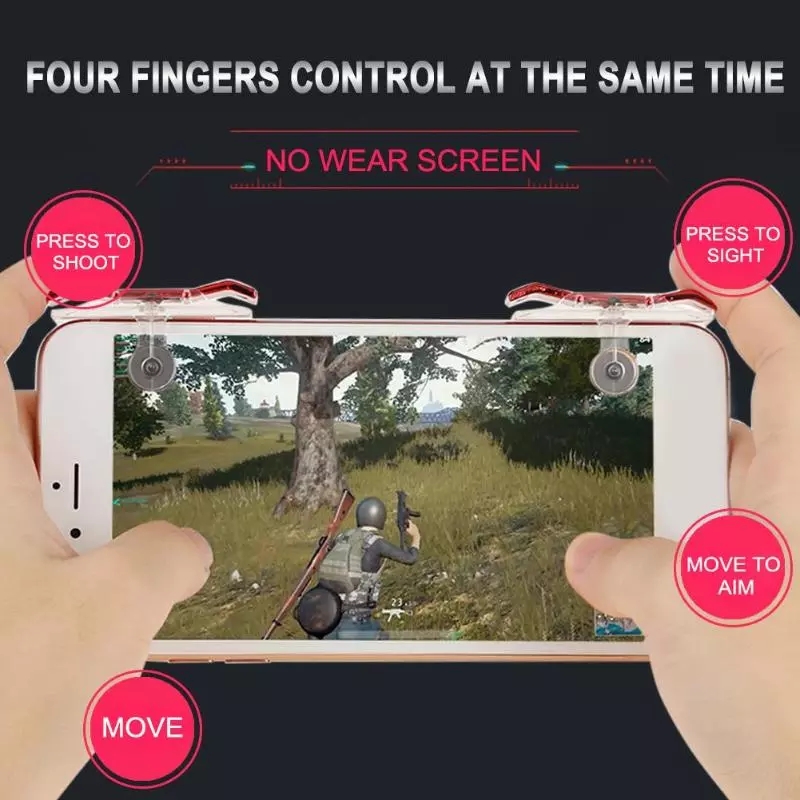 FOUR FINGERS CONTROL AT THE SAME TIME
NO WEAR SCREEN
PRESS TO
SHOOT
PRESS TO
SIGHT
MOVE TO
AIM
23
MOVE